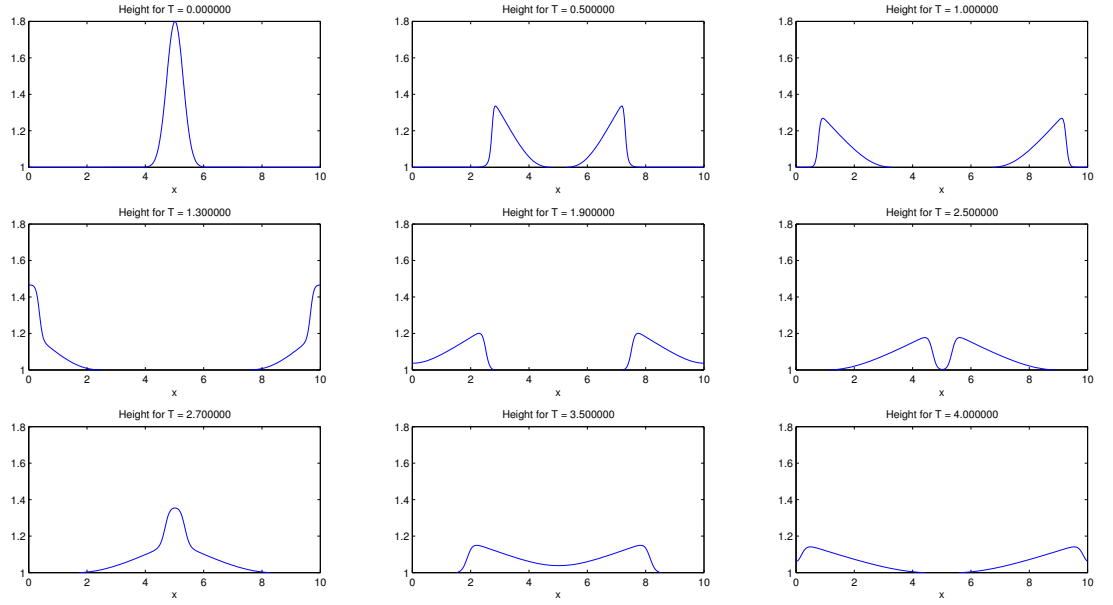 Height for T = 0.000000
1.8
1.6
1.4
1.2
1
0 2 4 6 8 10
x
Height for T = 0.500000
1.8
1.6
1.4
1.2
1
0 2 4 6 8 10
x
Height for T = 1.000000
1.8
1.6
1.4
1.2
1
0 2 4 6 8 10
x
Height for T = 1.300000
1.8
1.6
1.4
1.2
1
0 2 4 6 8 10
x
Height for T = 1.900000
1.8
1.6
1.4
1.2
1
0 2 4 6 8 10
x
Height for T = 2.500000
1.8
1.6
1.4
1.2
1
0 2 4 6 8 10
x
Height for T = 2.700000
1.8
1.6
1.4
1.2
1
0 2 4 6 8 10
x
Height for T = 3.500000
1.8
1.6
1.4
1.2
1
0 2 4 6 8 10
x
Height for T = 4.000000
1.8
1.6
1.4
1.2
1
0 2 4 6 8 10
x